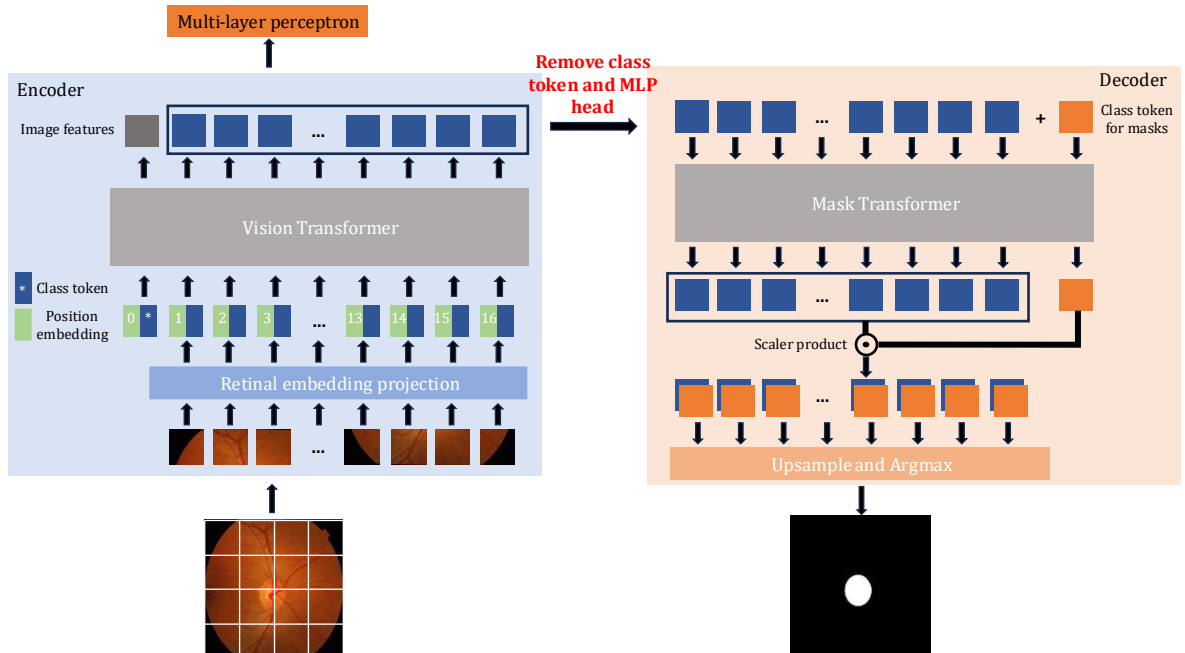 Multi-layer perceptron
Encoder
Remove class
token and MLP
head
Decoder
Image features
...
...
+
Class token
for masks
Vision Transformer
Mask Transformer
* Class token
Position
embedding
0 * 1 2 3 ... 13 14 15 16
...
Scaler product
Retinal embedding projection
...
...
Upsample and Argmax